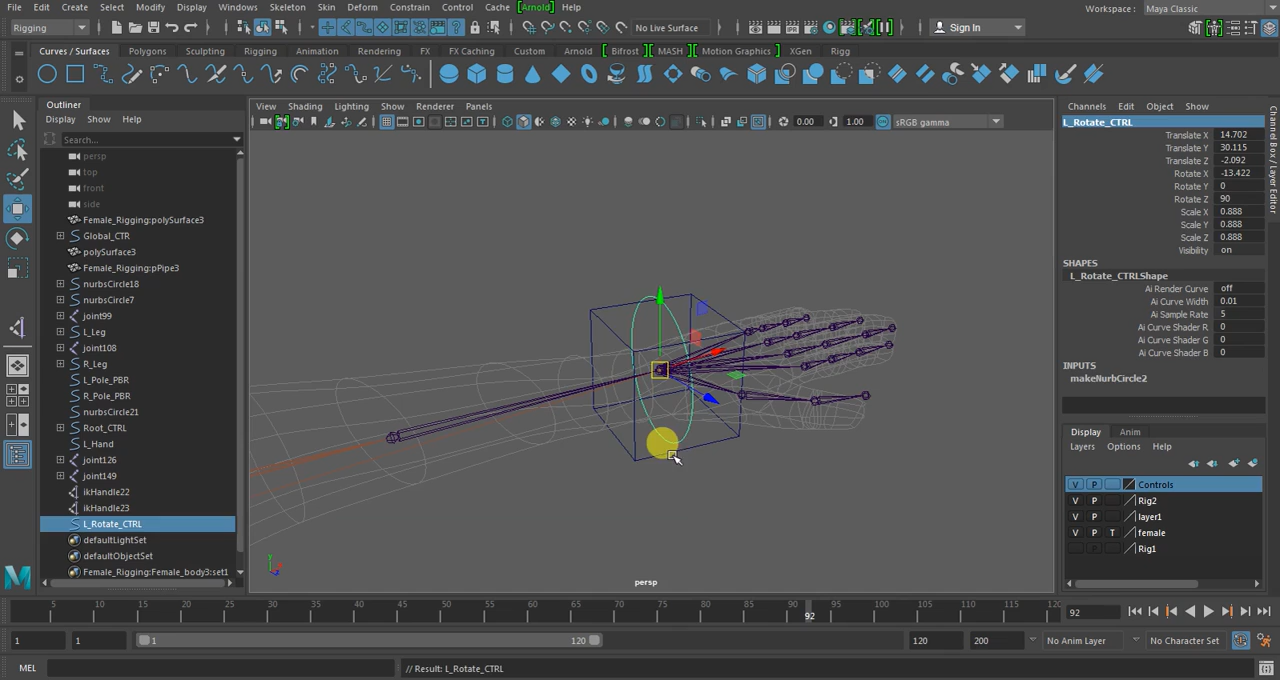 File Edit Create Select Modify Display Windows Skeleton Skin Deform Constrain Control Cache [Arnold] Help Workspace : Maya Classic
Rigging No Live Surface Sign In
Curves / Surfaces Polygons Sculpting Rigging Animation Rendering FX FX Caching Custom Arnold Bifrost MASH Motion Graphics XGen Rigg
Outliner
Display Show Help
Search...
persp
top
front
side
Female_Rigging:polySurface3
Global_CTR
polySurface3
Female_Rigging:pPipe3
nurbsCircle18
nurbsCircle7
joint99
L_Leg
joint108
R_Leg
L_Pole_PBR
R_Pole_PBR
nurbsCircle21
Root_CTRL
L_Hand
joint126
joint149
ikHandle22
ikHandle23
L_Rotate_CTRL
defaultLightSet
defaultObjectSet
Female_Rigging:Female_body3:set1
View Shading Lighting Show Renderer Panels
0.00 1.00 sRGB gamma
persp
y
Channels Edit Object Show
L_Rotate_CTRL
Translate X 14.702
Translate Y 30.115
Translate Z -2.092
Rotate X -13.422
Rotate Y 0
Rotate Z 90
Scale X 0.888
Scale Y 0.888
Scale Z 0.888
Visibility on
SHAPES
L_Rotate_CTRLShape
Ai Render Curve off
Ai Curve Width 0.01
Ai Sample Rate 5
Ai Curve Shader R 0
Ai Curve Shader G 0
Ai Curve Shader B 0
INPUTS
makeNurbCircle2
Display Anim
Layers Options Help
V P Controls
V P Rig2
V P layer1
V P T female
Rig1
Channel Box / Layer Editor
5 10 15 20 25 30 35 40 45 50 55 60 65 70 75 80 85 90 95 100 105 110 115 120
92 92
1 1 1 120 120 200 No Anim Layer No Character Set
MEL // Result: L_Rotate_CTRL